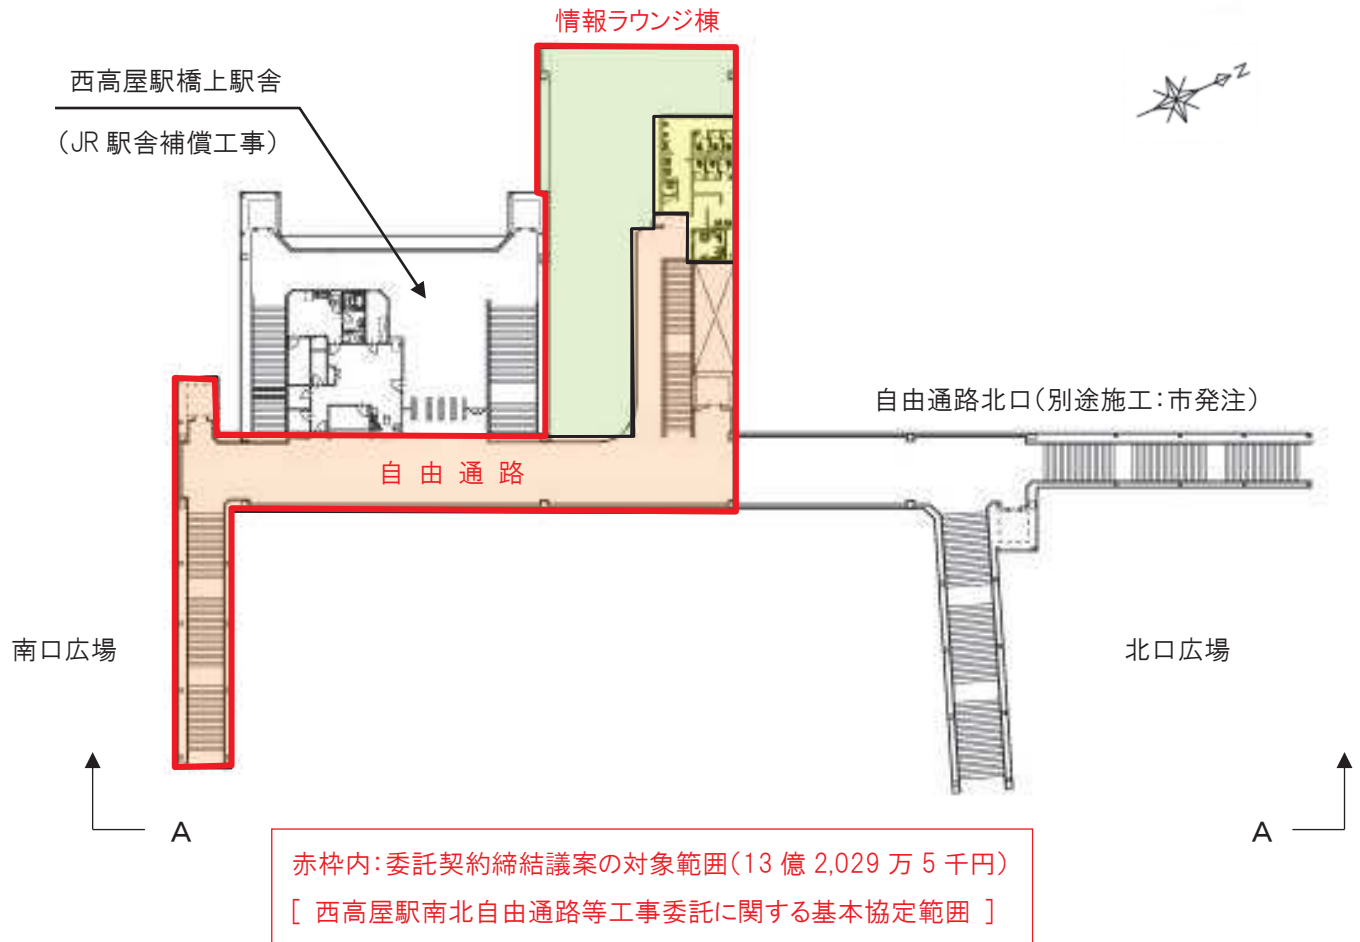 情報ラウンジ棟
西高屋駅橋上駅舎
（JR 駅舎補償工事）
N
自由通路北口（別途施工：市発注）
自 由 通 路
南口広場
北口広場
A
A
赤枠内：委託契約締結議案の対象範囲（13 億 2,029 万 5 千円）
[ 西高屋駅南北自由通路等工事委託に関する基本協定範囲 ]